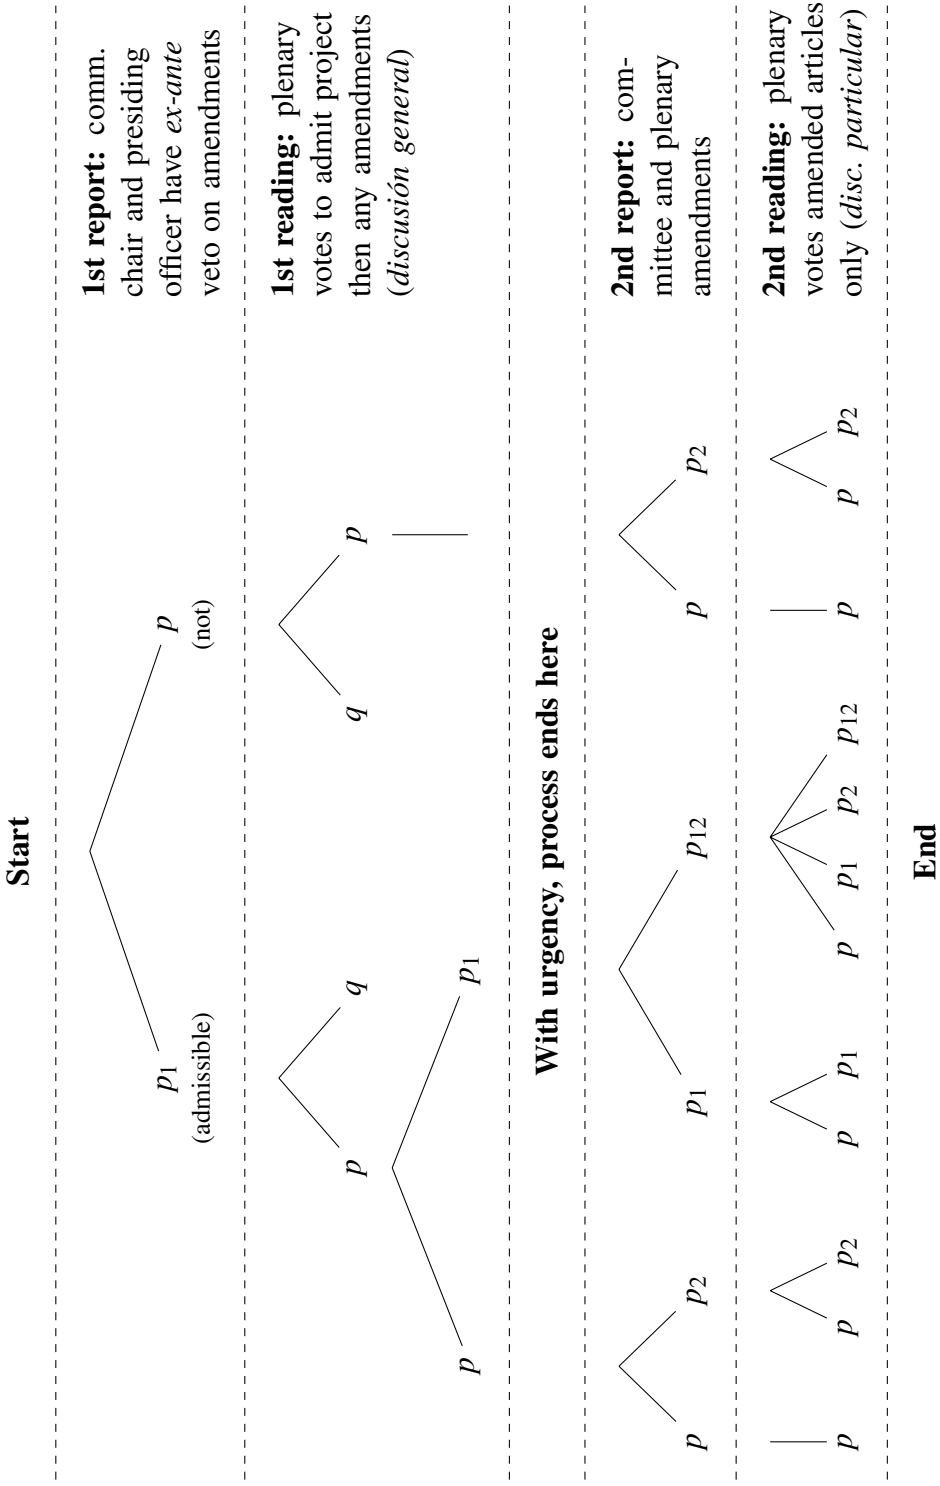 Start
1st report: comm.
chair and presiding
officer have ex-ante
veto on amendments
p1 p
(admissible) (not)
1st reading: plenary
votes to admit project
then any amendments
(discusión general)
p q q p
p p1
With urgency, process ends here
2nd report: com-
mittee and plenary
amendments
p p2 p1 p12 p p2
2nd reading: plenary
votes amended articles
only (disc. particular)
p p p2 p p1 p p1 p2 p12 p p p2
End